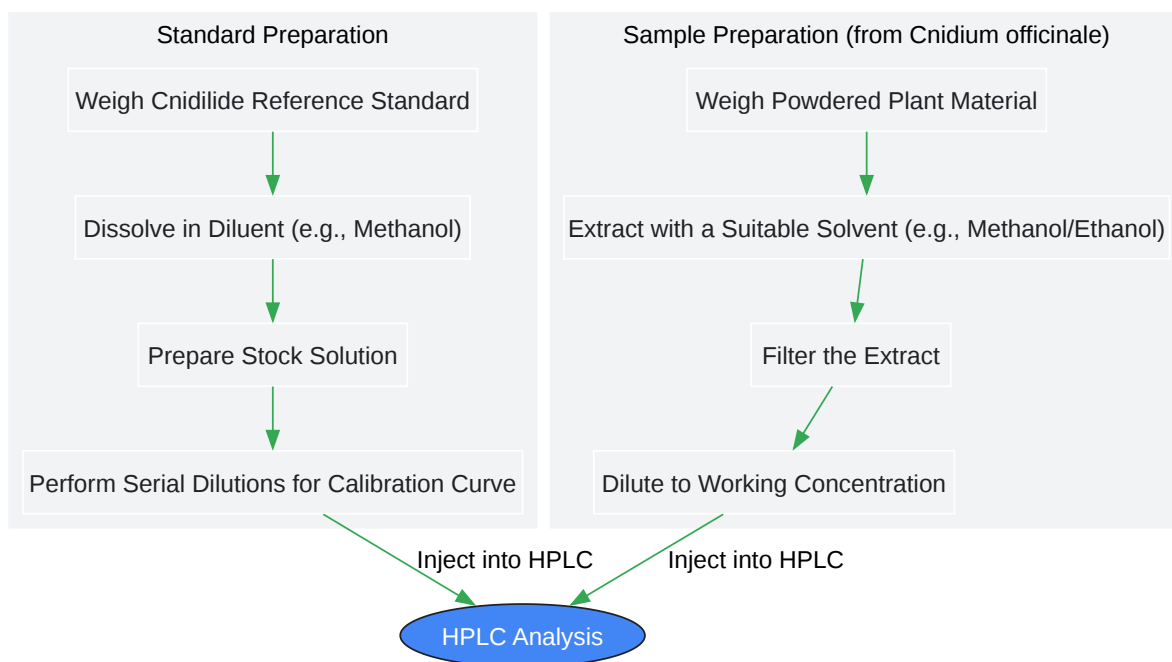 Standard Preparation
Weigh Cnidilide Reference Standard
Dissolve in Diluent (e.g., Methanol)
Prepare Stock Solution
Perform Serial Dilutions for Calibration Curve
Inject into HPLC
Sample Preparation (from Cnidium officinale)
Weigh Powdered Plant Material
Extract with a Suitable Solvent (e.g., Methanol/Ethanol)
Filter the Extract
Dilute to Working Concentration
Inject into HPLC
HPLC Analysis